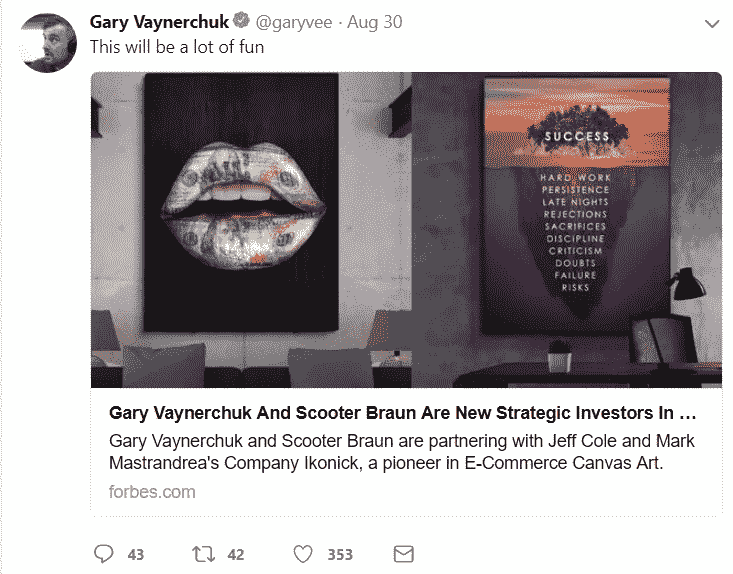 Gary Vaynerchuk @garyvee · Aug 30
This will be a lot of fun
SUCCESS
HARD WORK
PERSISTENCE
LATE NIGHTS
REJECTIONS
SACRIFICES
DISCIPLINE
CRITICISM
DOUBTS
FAILURE
RISKS
Gary Vaynerchuk And Scooter Braun Are New Strategic Investors In ...
Gary Vaynerchuk and Scooter Braun are partnering with Jeff Cole and Mark
Mastrandrea's Company Ikonick, a pioneer in E-Commerce Canvas Art.
forbes.com
43 42 353